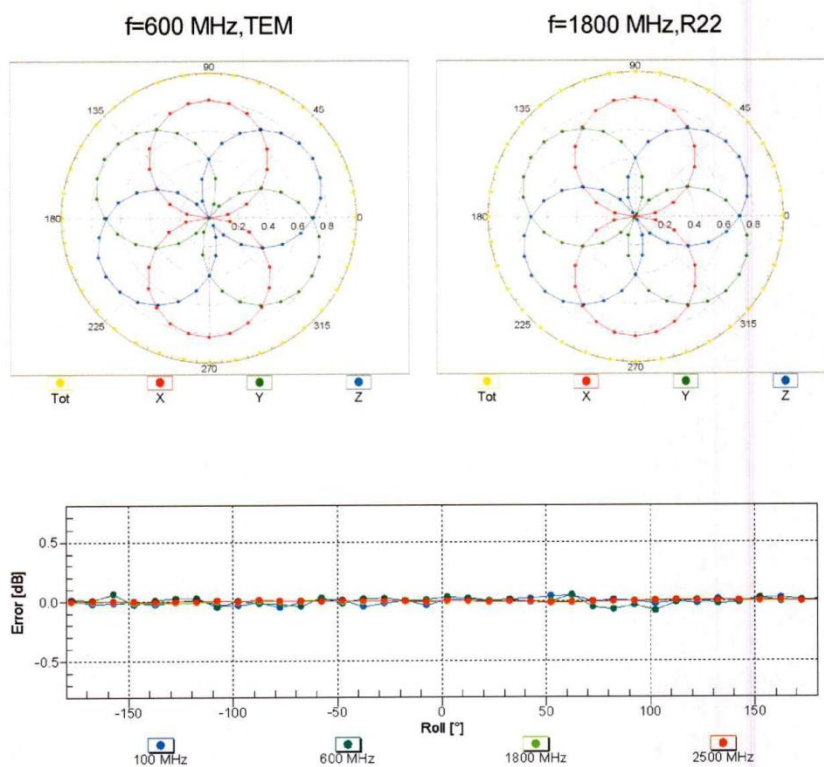 f=600 MHz,TEM
f=1800 MHz,R22
90
135
45
180
0.2
0.4
0.6
0.8
0
225
315
270
Tot
X
Y
Z
90
135
45
180
0.2
0.4
0.6
0.8
0
225
315
270
Tot
X
Y
Z
Error [dB]
0.5
0.0
-0.5
-150
-100
-50
0
50
100
150
Roll [°]
100 MHz
600 MHz
1800 MHz
2500 MHz